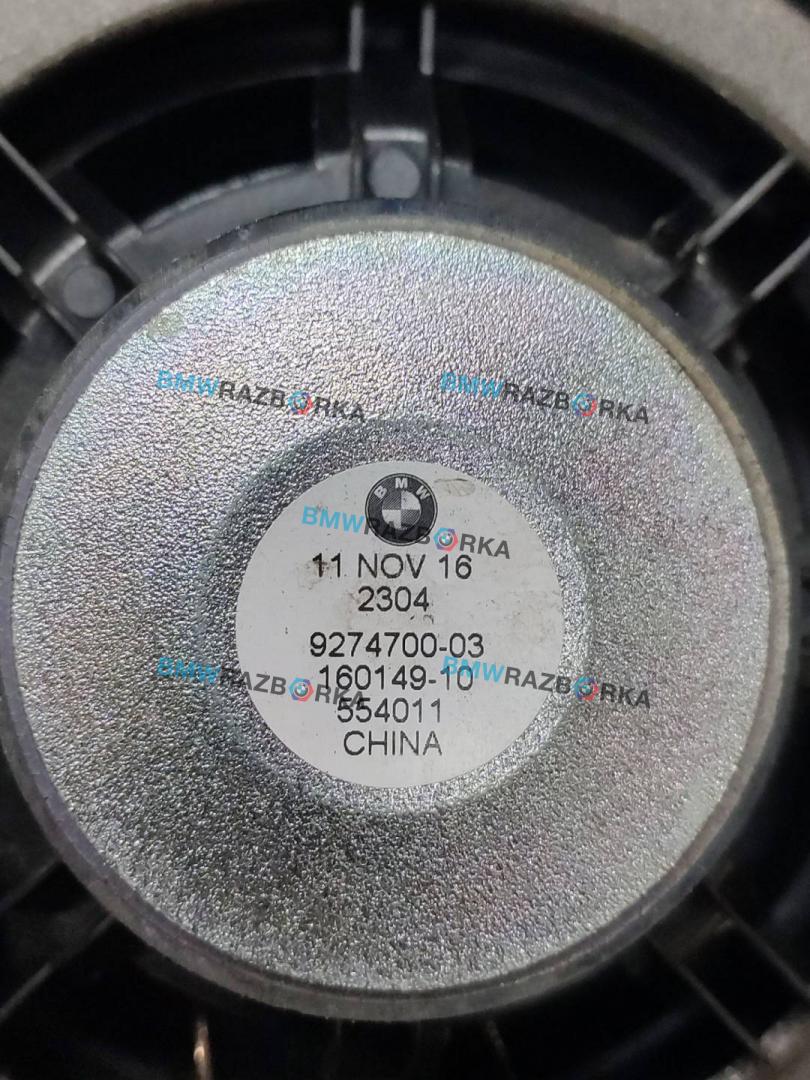 BMWRAZBORKA BMWRAZBORKA
BMW
BMWRAZBORKA
11 NOV 16
2304
9274700-03
BMWRAZBORKA BMWRAZBORKA
160149-10
554011
CHINA